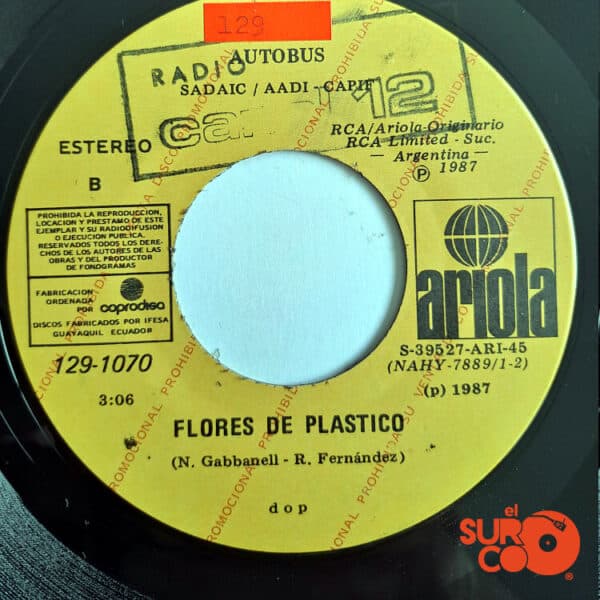 129
AUTOBUS
RADIO
SADAIC / AADI-CAPIF
canal 12
RCA/Ariola-Originario
RCA Limited - Suc.
— Argentina —
Ⓟ 1987
ESTEREO
B
PROHIBIDA LA REPRODUCCION,
LOCACION Y PRESTAMO DE ESTE
EJEMPLAR Y SU RADIODIFUSION
O EJECUCION PUBLICA.
RESERVADOS TODOS LOS DERE-
CHOS DE LOS AUTORES DE LAS
OBRAS Y DEL PRODUCTOR
DE FONOGRAMAS
FABRICACION
ORDENADA
POR coprodisa
DISCOS FABRICADOS POR IFESA
GUAYAQUIL ECUADOR
129-1070
3:06
ariola
S-39527-ARI-45
(NAHY-7889/1-2)
(p) 1987
FLORES DE PLASTICO
(N. Gabbanell - R. Fernández)
dop
DISCO PROMOCIONAL PROHIBIDA SU VENTA
el
SURCO
®